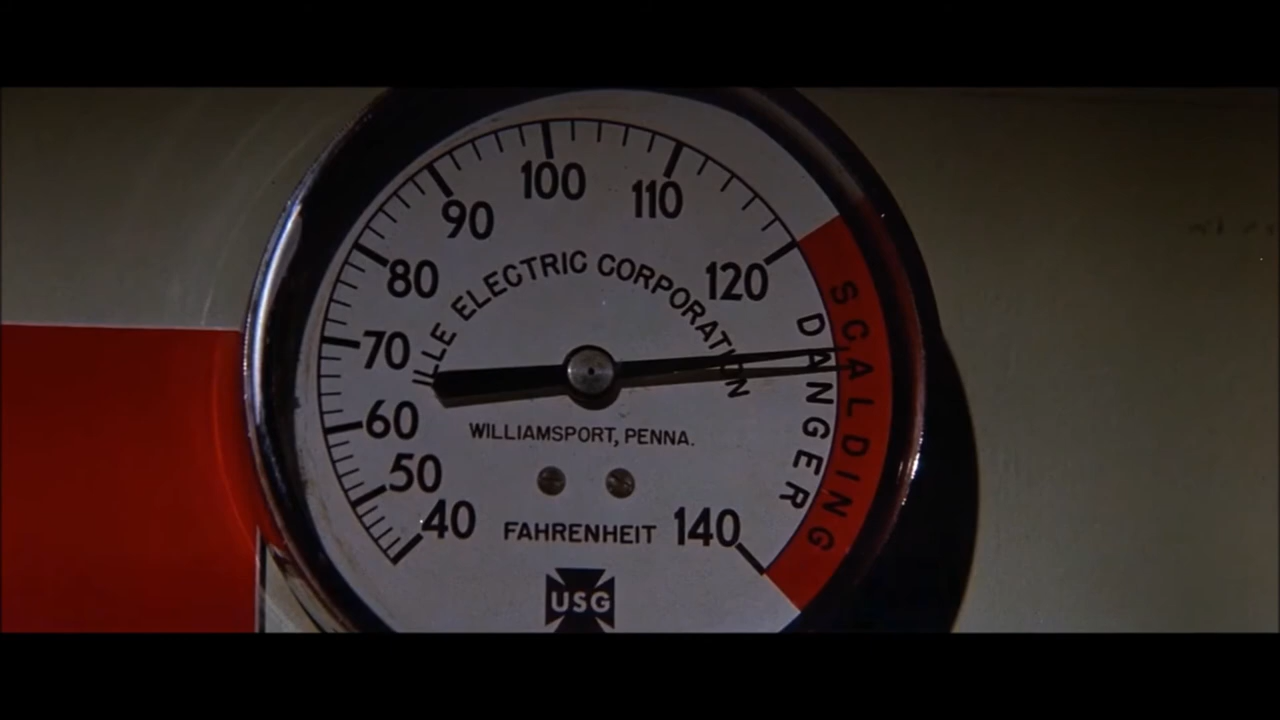 100
110
90
80
120
70
60
50
40
140
ILLE ELECTRIC CORPORATION
WILLIAMSPORT, PENNA.
FAHRENHEIT
USG
DANGER
SCALDING